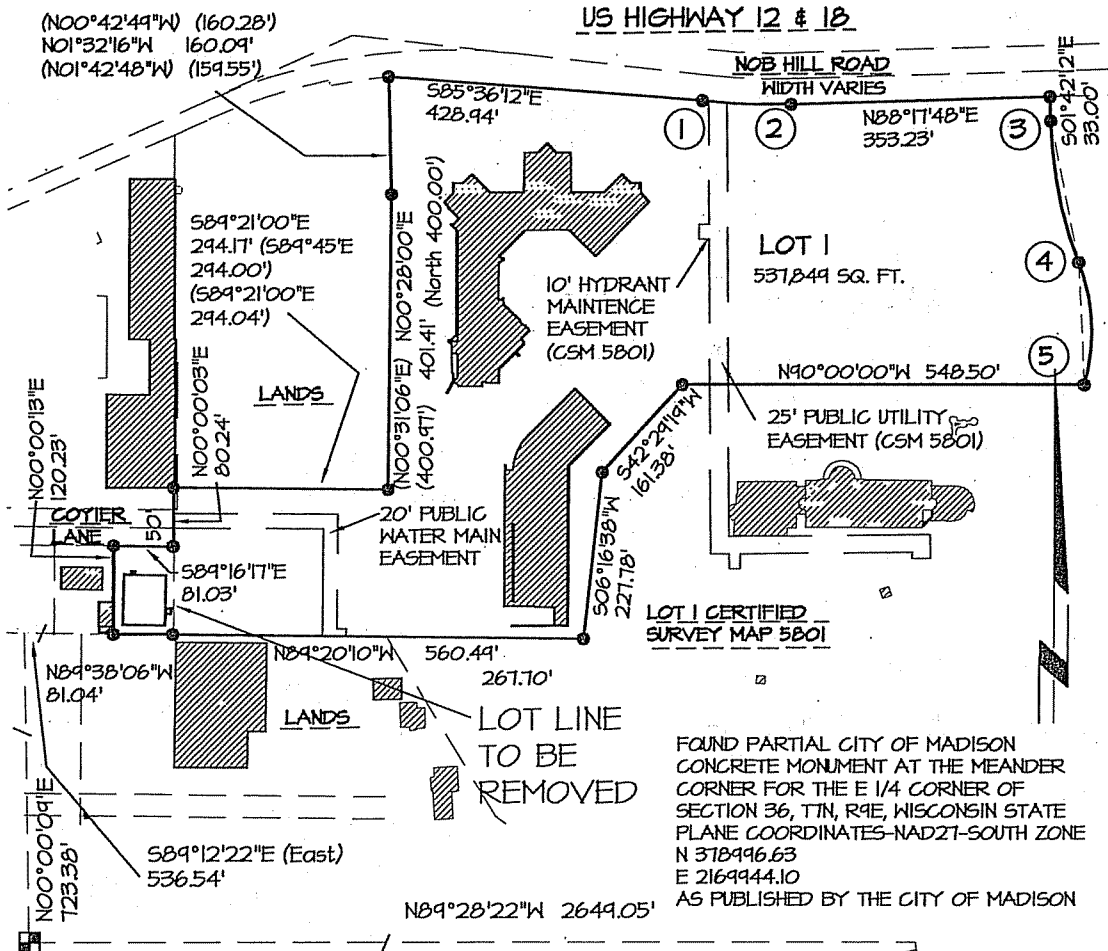 US HIGHWAY 12 & 18
(N00°42'49"W) (160.28')
N01°32'16"W 160.09'
(N01°42'48"W) (159.55')
NOB HILL ROAD
WIDTH VARIES
S85°36'12"E
428.94'
1
2
N88°17'48"E
353.23'
3
S01°42'12"E
33.00'
S89°21'00"E
294.17' (S89°45'E
294.00')
(S89°21'00"E
294.04')
(N00°31'06"E) N00°28'00"E
(400.97') 401.41' (North 400.00')
10' HYDRANT
MAINTENCE
EASEMENT
(CSM 5801)
LOT 1
537,849 SQ. FT.
4
5
LANDS
N90°00'00"W 548.50'
N00°00'13"E
120.23'
N00°00'03"E
80.24'
S42°29'19"W
161.38'
25' PUBLIC UTILITY
EASEMENT (CSM 5801)
COYIER
LANE
50'
20' PUBLIC
WATER MAIN
EASEMENT
S89°16'17"E
81.03'
S06°16'38"W
227.78'
LOT 1 CERTIFIED
SURVEY MAP 5801
N89°38'06"W
81.04'
N89°20'10"W 560.49'
267.70'
LANDS
LOT LINE
TO BE
REMOVED
FOUND PARTIAL CITY OF MADISON
CONCRETE MONUMENT AT THE MEANDER
CORNER FOR THE E 1/4 CORNER OF
SECTION 36, T7N, R9E, WISCONSIN STATE
PLANE COORDINATES-NAD27-SOUTH ZONE
N 378996.63
E 2169944.10
AS PUBLISHED BY THE CITY OF MADISON
N00°00'09"E
723.38'
S89°12'22"E (East)
536.54'
N89°28'22"W 2649.05'